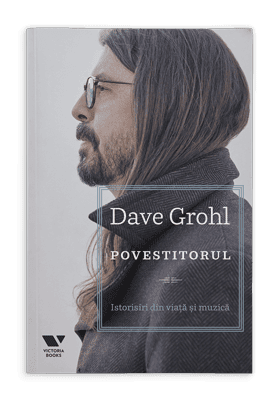 Dave Grohl
POVESTITORUL
Istorisiri din viață și muzică
VICTORIA
BOOKS